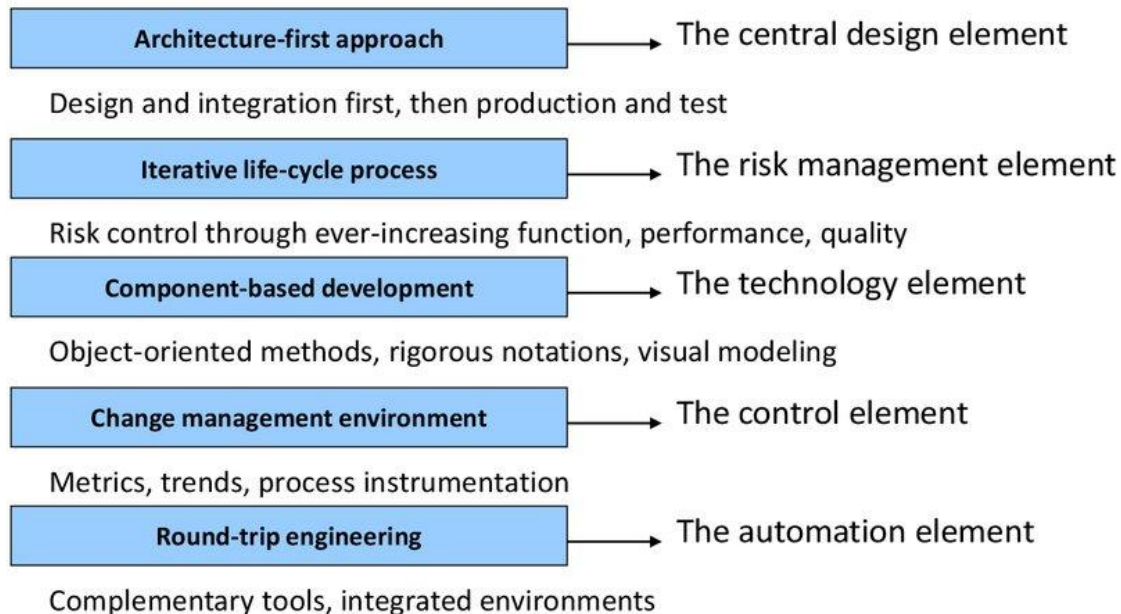 Architecture-first approach
The central design element
Design and integration first, then production and test
Iterative life-cycle process
The risk management element
Risk control through ever-increasing function, performance, quality
Component-based development
The technology element
Object-oriented methods, rigorous notations, visual modeling
Change management environment
The control element
Metrics, trends, process instrumentation
Round-trip engineering
The automation element
Complementary tools, integrated environments